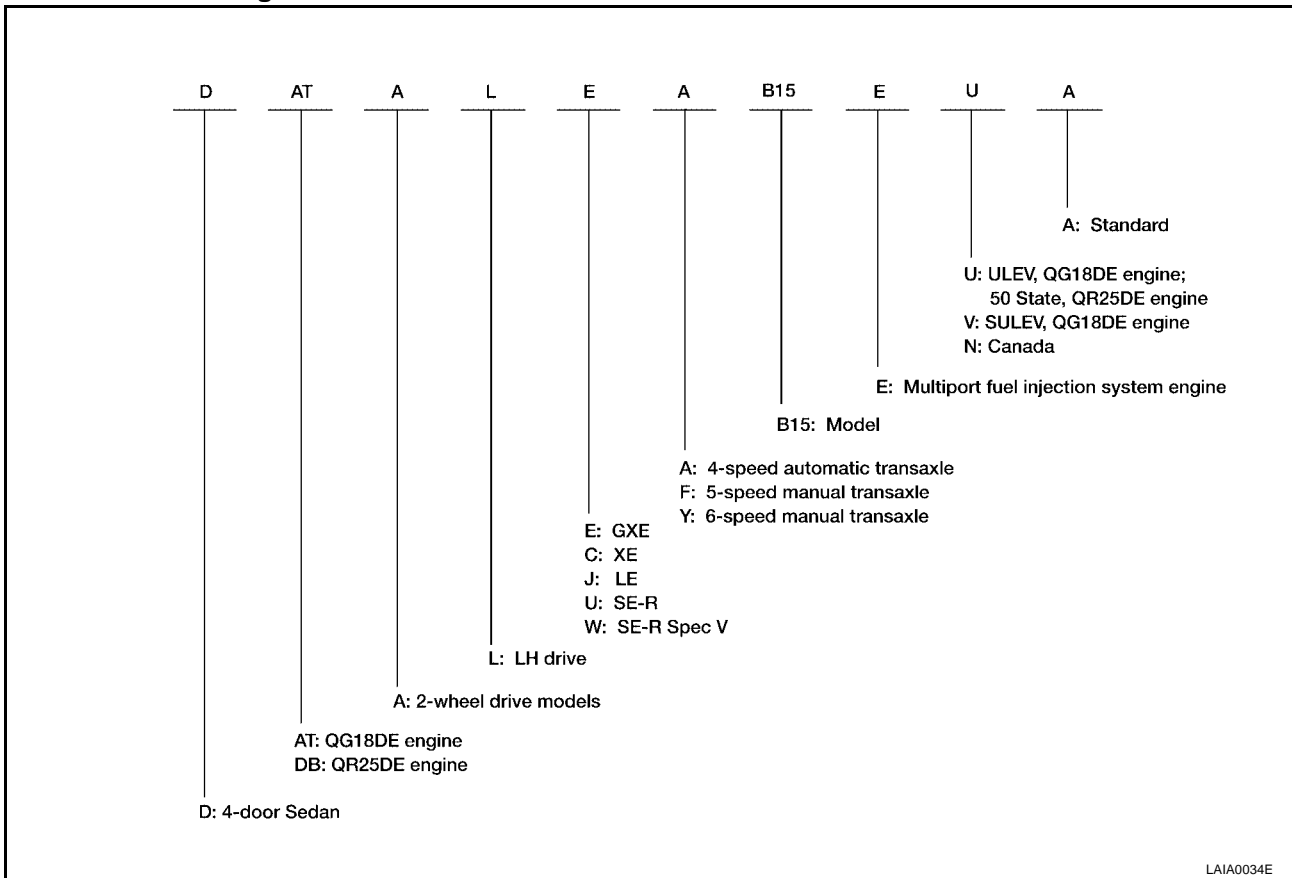 D AT A L E A B15 E U A
A: Standard
U: ULEV, QG18DE engine;
50 State, QR25DE engine
V: SULEV, QG18DE engine
N: Canada
E: Multiport fuel injection system engine
B15: Model
A: 4-speed automatic transaxle
F: 5-speed manual transaxle
Y: 6-speed manual transaxle
E: GXE
C: XE
J: LE
U: SE-R
W: SE-R Spec V
L: LH drive
A: 2-wheel drive models
AT: QG18DE engine
DB: QR25DE engine
D: 4-door Sedan
LAIA0034E